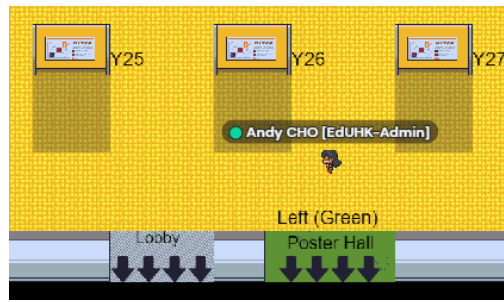 Y25
Y26
Y27
Andy CHO [EdUHK-Admin]
Left (Green)
Lobby
Poster Hall